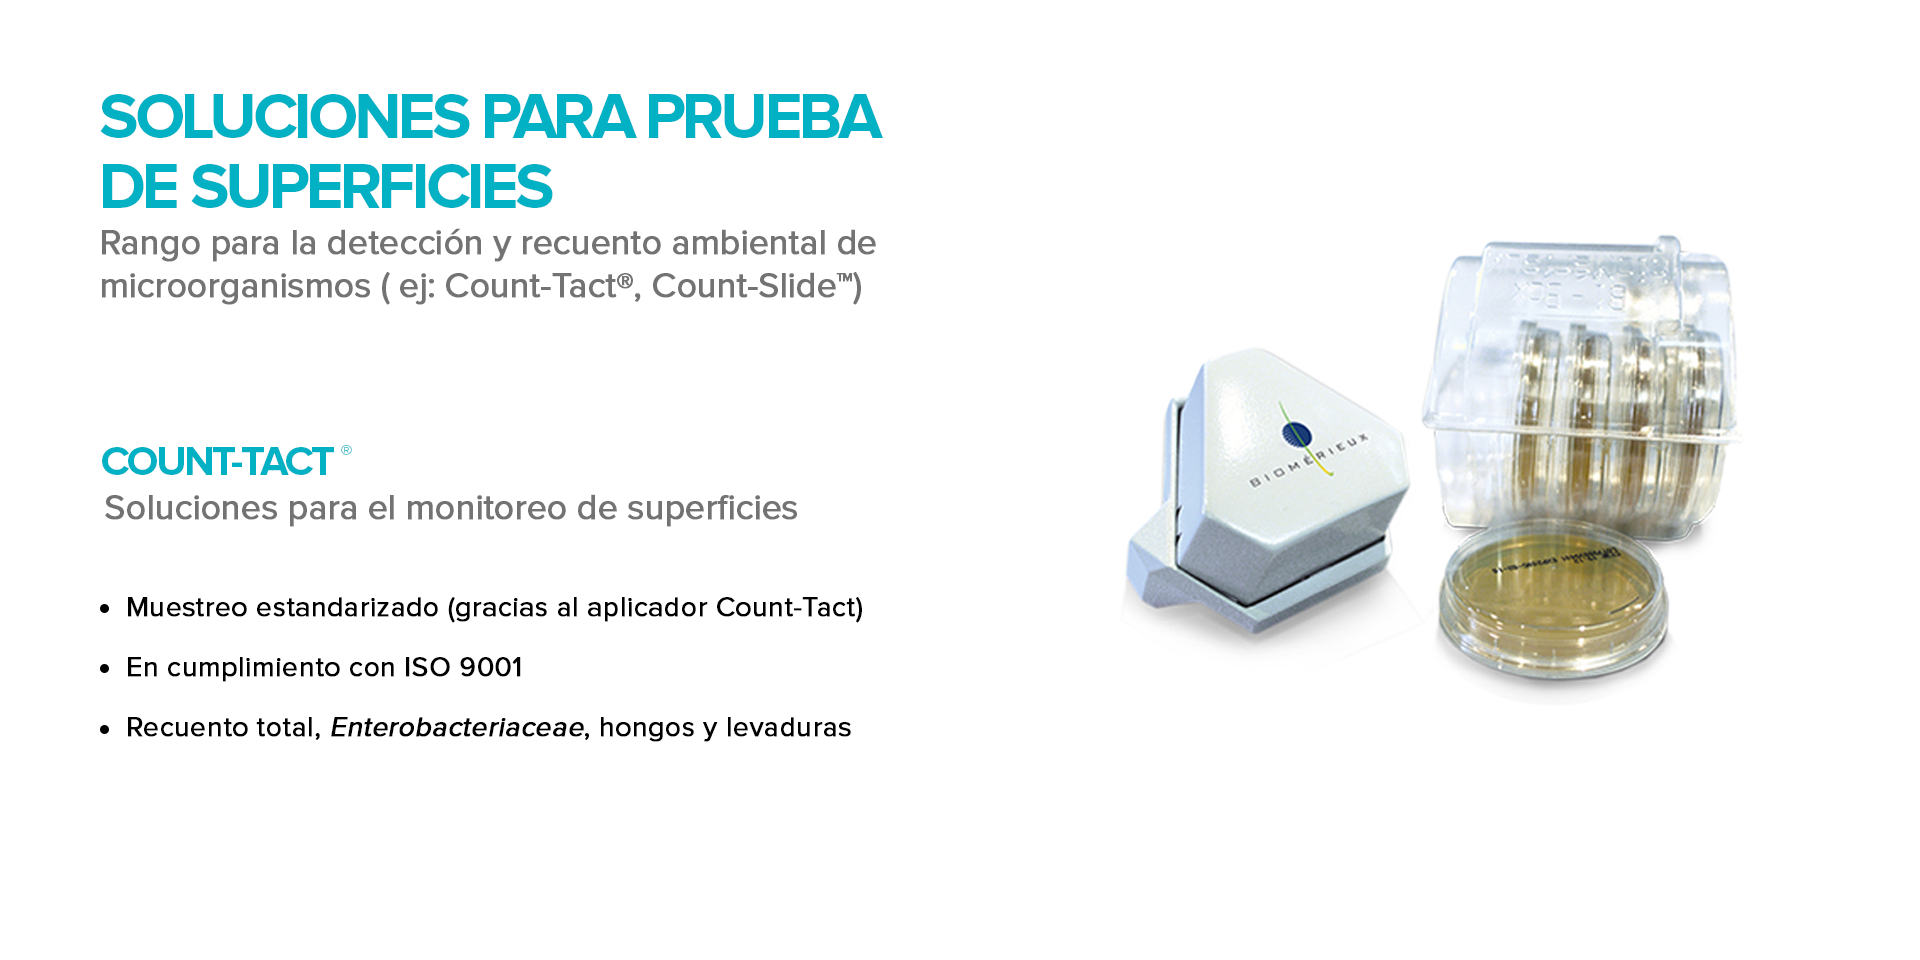 SOLUCIONES PARA PRUEBA
DE SUPERFICIES
Rango para la detección y recuento ambiental de
microorganismos ( ej: Count-Tact®, Count-Slide™)
COUNT-TACT ®
Soluciones para el monitoreo de superficies
• Muestreo estandarizado (gracias al aplicador Count-Tact)
• En cumplimiento con ISO 9001
• Recuento total, Enterobacteriaceae, hongos y levaduras
BIOMÉRIEUX